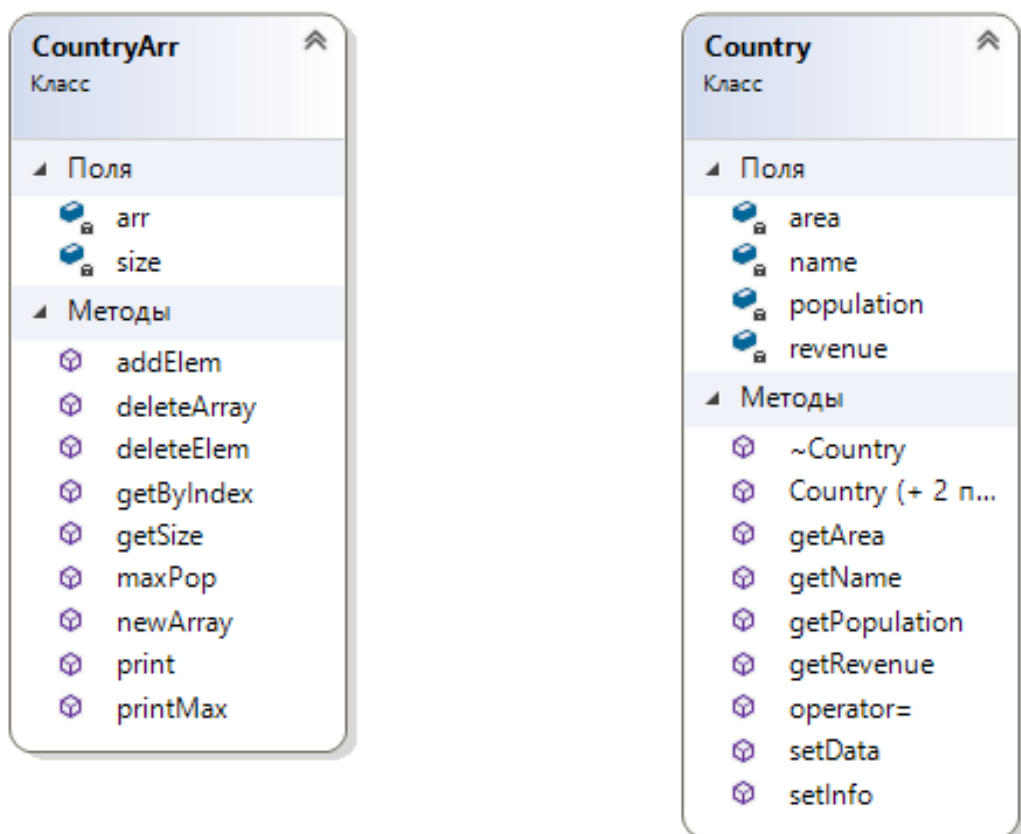 CountryArr
Класс
Поля
arr
size
Методы
addElem
deleteArray
deleteElem
getByIndex
getSize
maxPop
newArray
print
printMax
Country
Класс
Поля
area
name
population
revenue
Методы
~Country
Country (+ 2 п...
getArea
getName
getPopulation
getRevenue
operator=
setData
setInfo